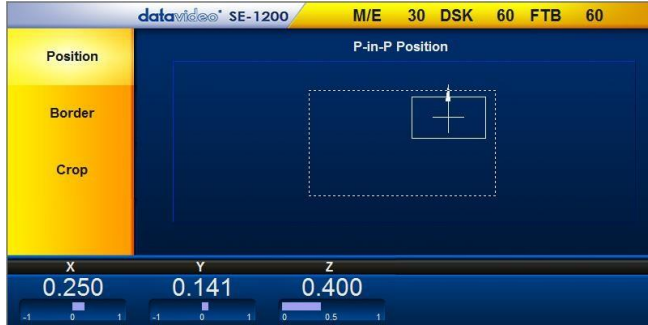 datavideo SE-1200 M/E 30 DSK 60 FTB 60
P-in-P Position
Position
Border
Crop
X Y Z
0.250 0.141 0.400
-1 0 1 -1 0 1 0 0.5 1